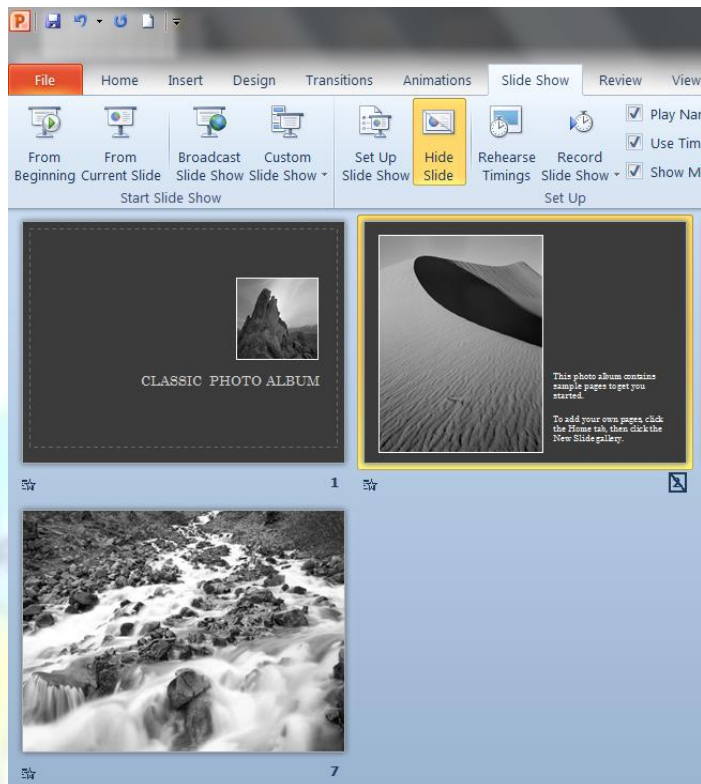 File Home Insert Design Transitions Animations Slide Show Review View
From Beginning
From Current Slide
Broadcast Slide Show
Custom Slide Show
Set Up Slide Show
Hide Slide
Rehearse Timings
Record Slide Show
Play Nar
Use Tim
Show M
Start Slide Show
Set Up
CLASSIC PHOTO ALBUM
1
This photo album contains
sample pages to get you
started.
To add your own pages, click
the Home tab, then click the
New Slide gallery.
2
7